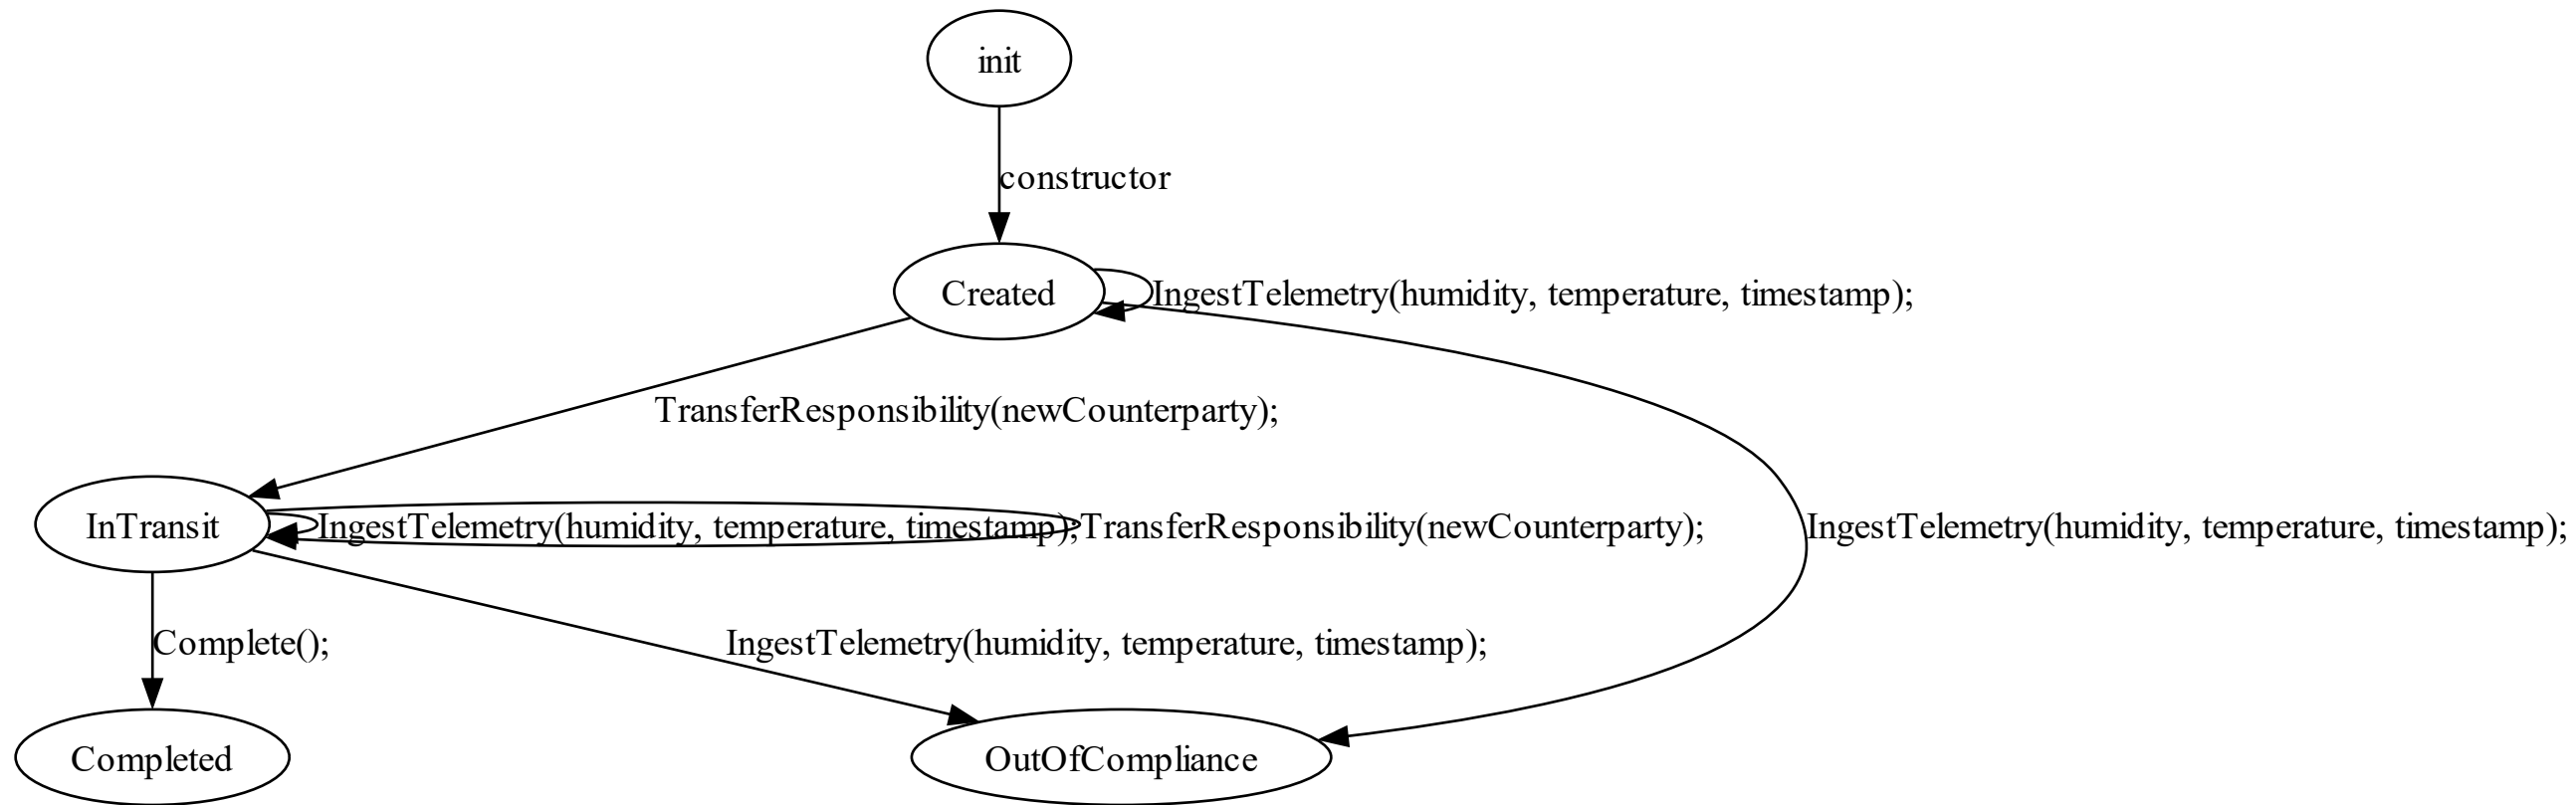 init
constructor
Created
IngestTelemetry(humidity, temperature, timestamp);
TransferResponsibility(newCounterparty);
InTransit
IngestTelemetry(humidity, temperature, timestamp);
TransferResponsibility(newCounterparty);
IngestTelemetry(humidity, temperature, timestamp);
Complete();
IngestTelemetry(humidity, temperature, timestamp);
Completed
OutOfCompliance